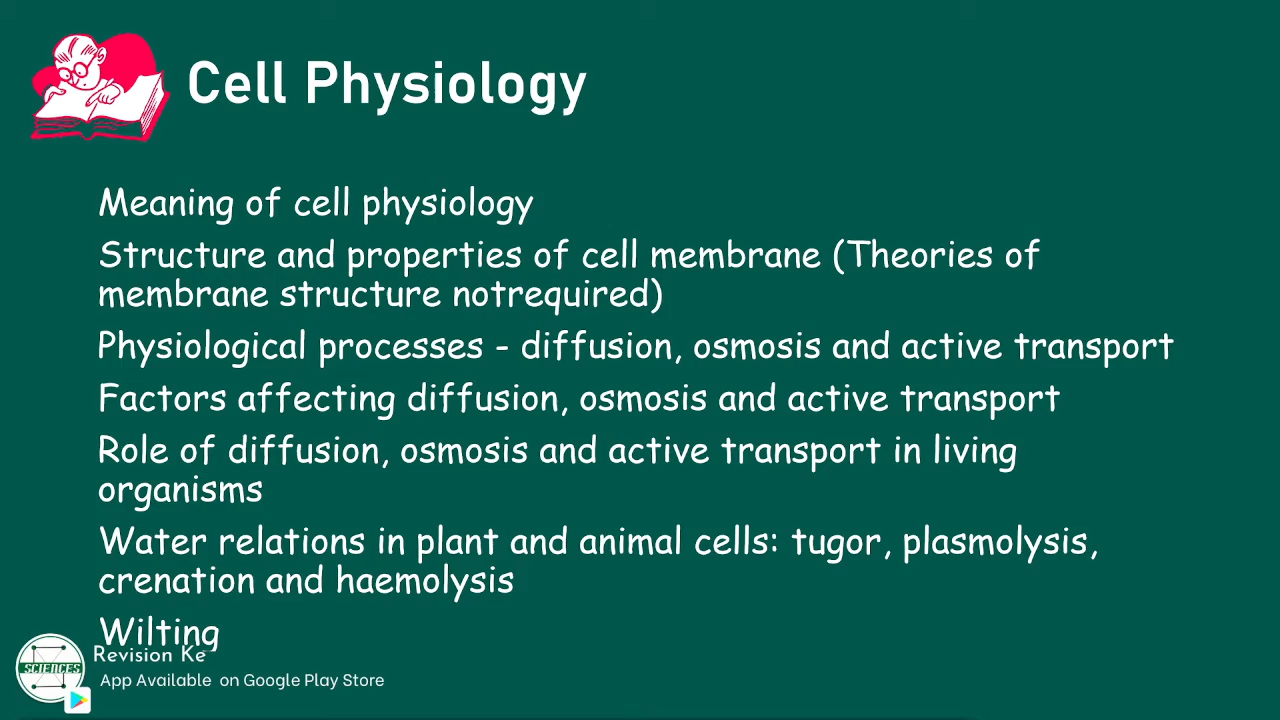 Cell Physiology
Meaning of cell physiology
Structure and properties of cell membrane (Theories of
membrane structure notrequired)
Physiological processes - diffusion, osmosis and active transport
Factors affecting diffusion, osmosis and active transport
Role of diffusion, osmosis and active transport in living
organisms
Water relations in plant and animal cells: tugor, plasmolysis,
crenation and haemolysis
Wilting
Revision Ke
SCIENCES
App Available on Google Play Store